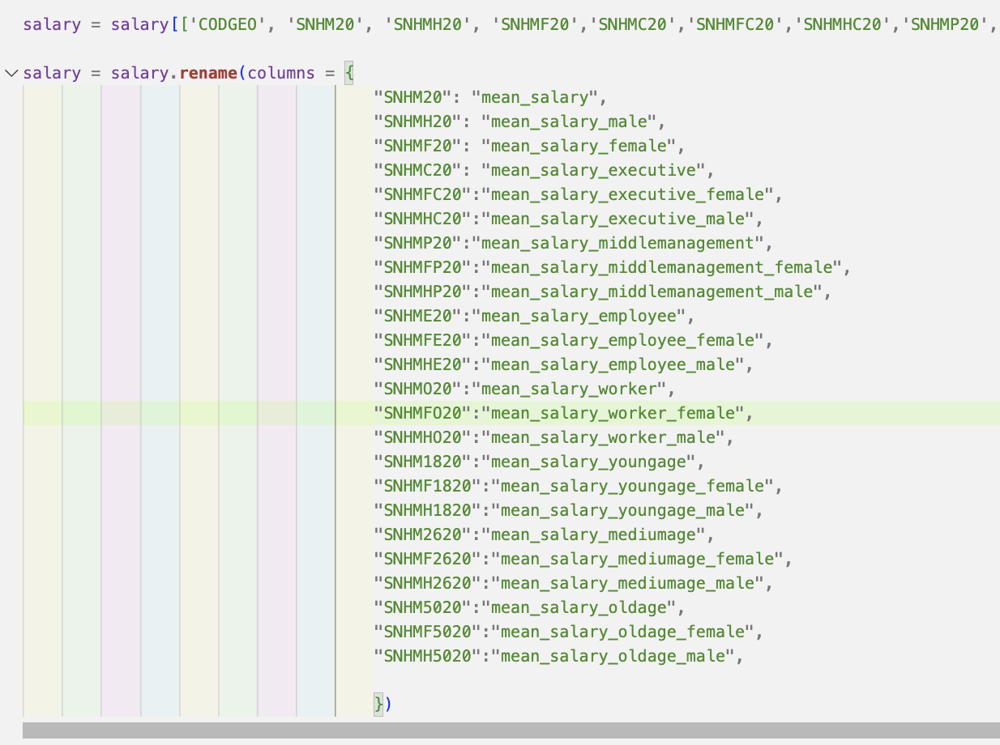 salary = salary[['CODGEO', 'SNHM20', 'SNHMH20', 'SNHMF20','SNHMC20','SNHMFC20','SNHMHC20','SNHMP20',
salary = salary.rename(columns = {
"SNHM20": "mean_salary",
"SNHMH20": "mean_salary_male",
"SNHMF20": "mean_salary_female",
"SNHMC20": "mean_salary_executive",
"SNHMFC20":"mean_salary_executive_female",
"SNHMHC20":"mean_salary_executive_male",
"SNHMP20":"mean_salary_middlemanagement",
"SNHMFP20":"mean_salary_middlemanagement_female",
"SNHMHP20":"mean_salary_middlemanagement_male",
"SNHME20":"mean_salary_employee",
"SNHMFE20":"mean_salary_employee_female",
"SNHMHE20":"mean_salary_employee_male",
"SNHMO20":"mean_salary_worker",
"SNHMFO20":"mean_salary_worker_female",
"SNHMHO20":"mean_salary_worker_male",
"SNHM1820":"mean_salary_youngage",
"SNHMF1820":"mean_salary_youngage_female",
"SNHMH1820":"mean_salary_youngage_male",
"SNHM2620":"mean_salary_mediumage",
"SNHMF2620":"mean_salary_mediumage_female",
"SNHMH2620":"mean_salary_mediumage_male",
"SNHM5020":"mean_salary_oldage",
"SNHMF5020":"mean_salary_oldage_female",
"SNHMH5020":"mean_salary_oldage_male",
})